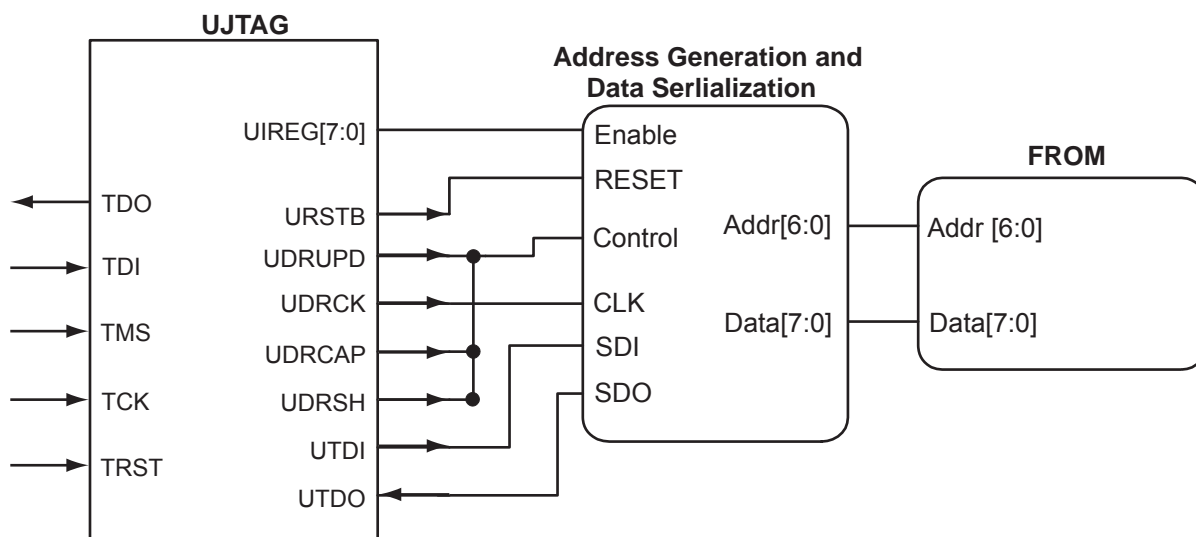 UJTAG
UIREG[7:0]
TDO
URSTB
UDRUPD
TDI
UDRCK
TMS
UDRCAP
TCK
UDRSH
UTDI
TRST
UTDO
Address Generation and
Data Serlialization
Enable
RESET
Control
Addr[6:0]
CLK
Data[7:0]
SDI
SDO
FROM
Addr [6:0]
Data[7:0]